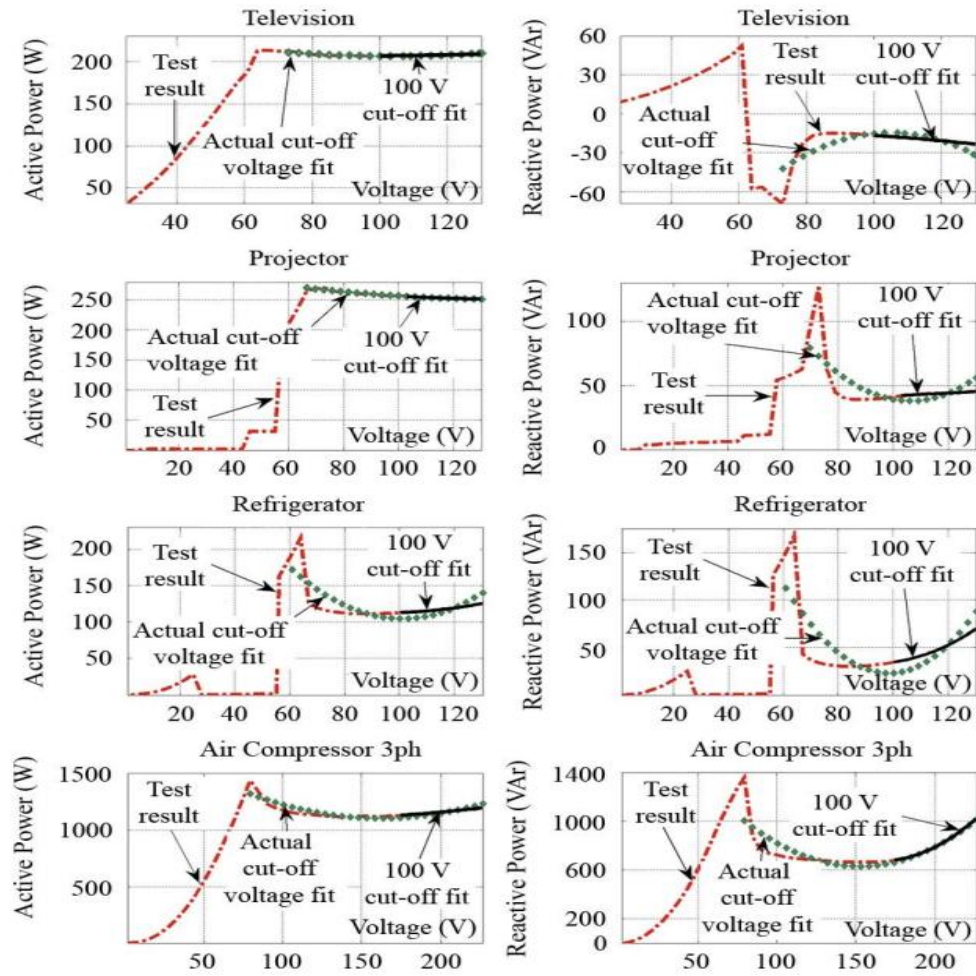 Television
Active Power (W)
200
150
100
50
40
60
80
100
120
Test
result
Actual cut-off
voltage fit
100 V
cut-off fit
Voltage (V)
Television
Reactive Power (VAr)
60
30
0
-30
-60
40
60
80
100
120
Test
result
100 V
cut-off fit
Actual
cut-off
voltage fit
Voltage (V)
Projector
Active Power (W)
250
200
150
100
50
20
40
60
80
100
120
Actual cut-off
voltage fit
100 V
cut-off fit
Test
result
Voltage (V)
Projector
Reactive Power (VAr)
100
50
0
20
40
60
80
100
120
Actual cut-off
voltage fit
100 V
cut-off fit
Test
result
Voltage (V)
Refrigerator
Active Power (W)
200
150
100
50
20
40
60
80
100
120
Test
result
100 V
cut-off fit
Actual cut-off
voltage fit
Voltage (V)
Refrigerator
Reactive Power (VAr)
150
100
50
20
40
60
80
100
120
Test
result
100 V
cut-off fit
Actual cut-off
voltage fit
Voltage (V)
Air Compressor 3ph
Active Power (W)
1500
1000
500
0
50
100
150
200
Test
result
Actual
cut-off
voltage fit
100 V
cut-off fit
Voltage (V)
Air Compressor 3ph
Reactive Power (VAr)
1400
1000
600
400
0
50
100
150
200
Test
result
100 V
cut-off fit
Actual
cut-off
voltage fit
Voltage (V)